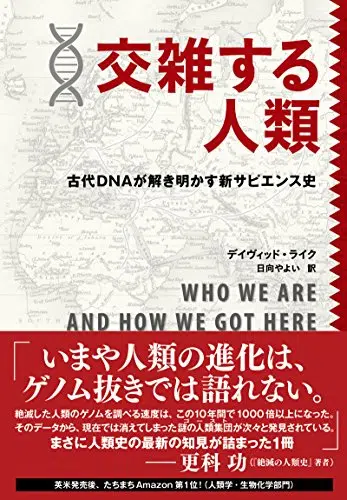 交雑する
人類
古代DNAが解き明かす新サピエンス史
デイヴィッド・ライク
日向やよい 訳
WHO WE ARE
AND HOW WE GOT HERE
「いまや人類の進化は、
ゲノム抜きでは語れない。
絶滅した人類のゲノムを調べる速度は、この10年間で1000倍以上になった。
そのデータから、現在では消えてしまった謎の人類集団が次々と発見されている。
まさに人類史の最新の知見が詰まった1冊
──更科 功(『絶滅の人類史』著者)
英米発売後、たちまちAmazon第1位!(人類学・生物化学部門)